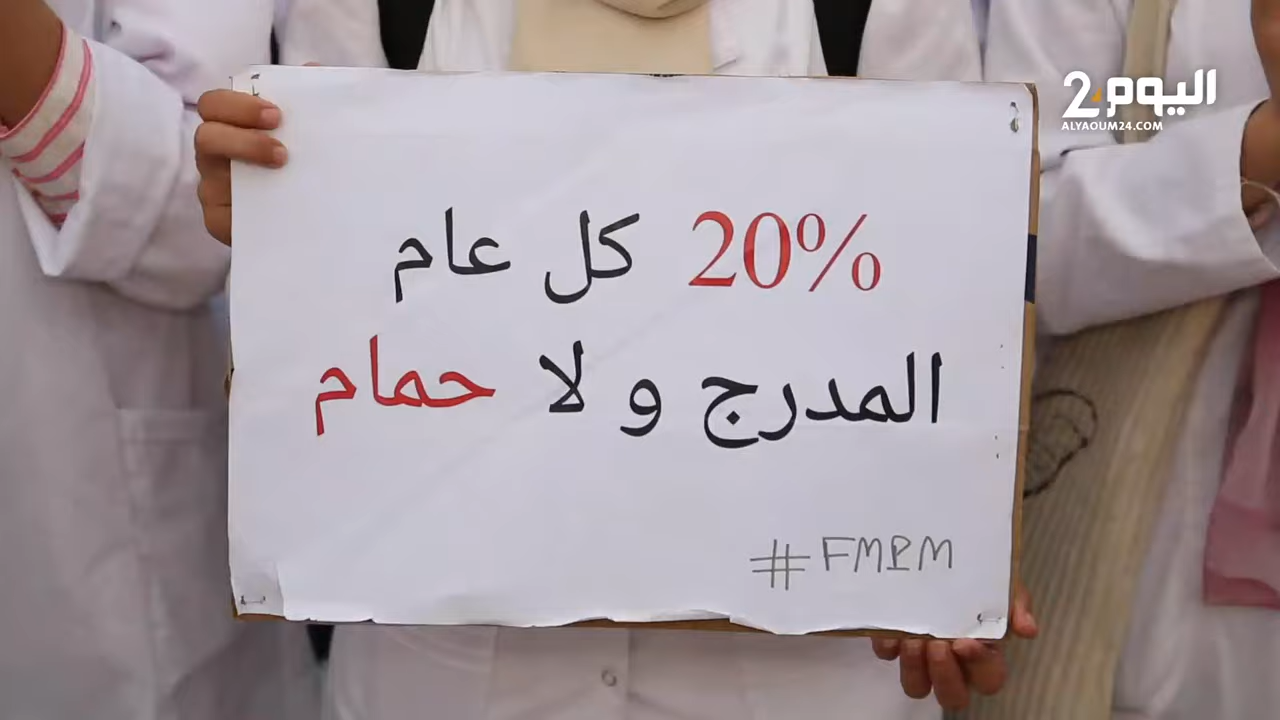 اليوم 24
ALYAOUM24.COM
20% كل عام
المدرج و لا حمام
#FMPM